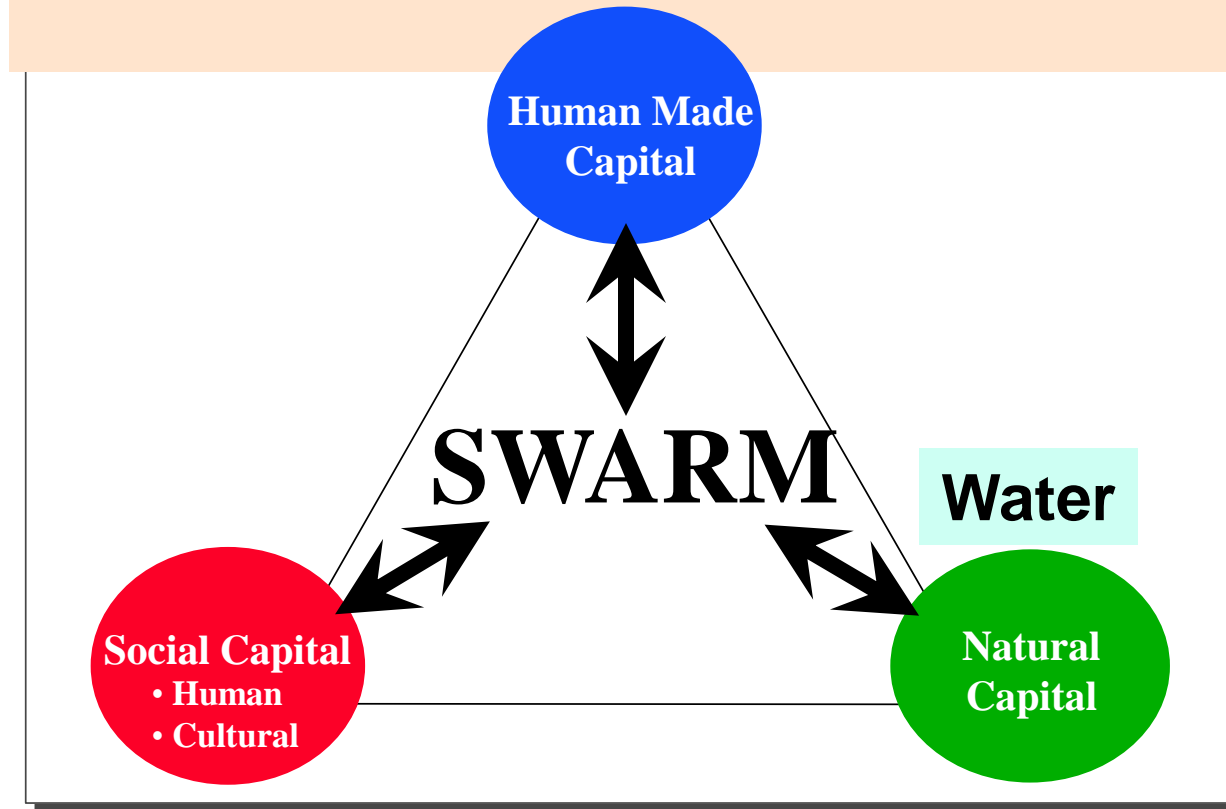 Human Made
Capital
SWARM
Water
Social Capital
• Human
• Cultural
Natural
Capital